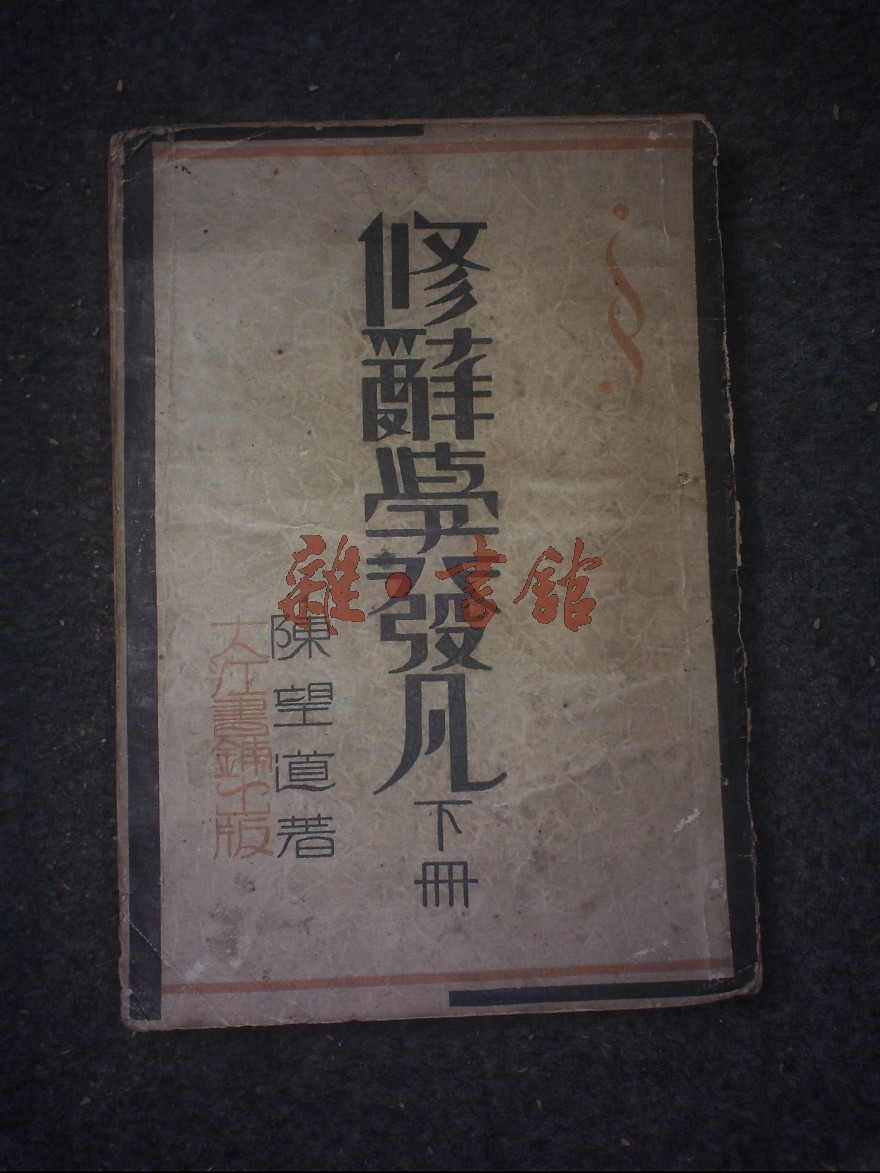 修辭學發凡
下冊
陳望道著
大江書鋪出版
雜·書館